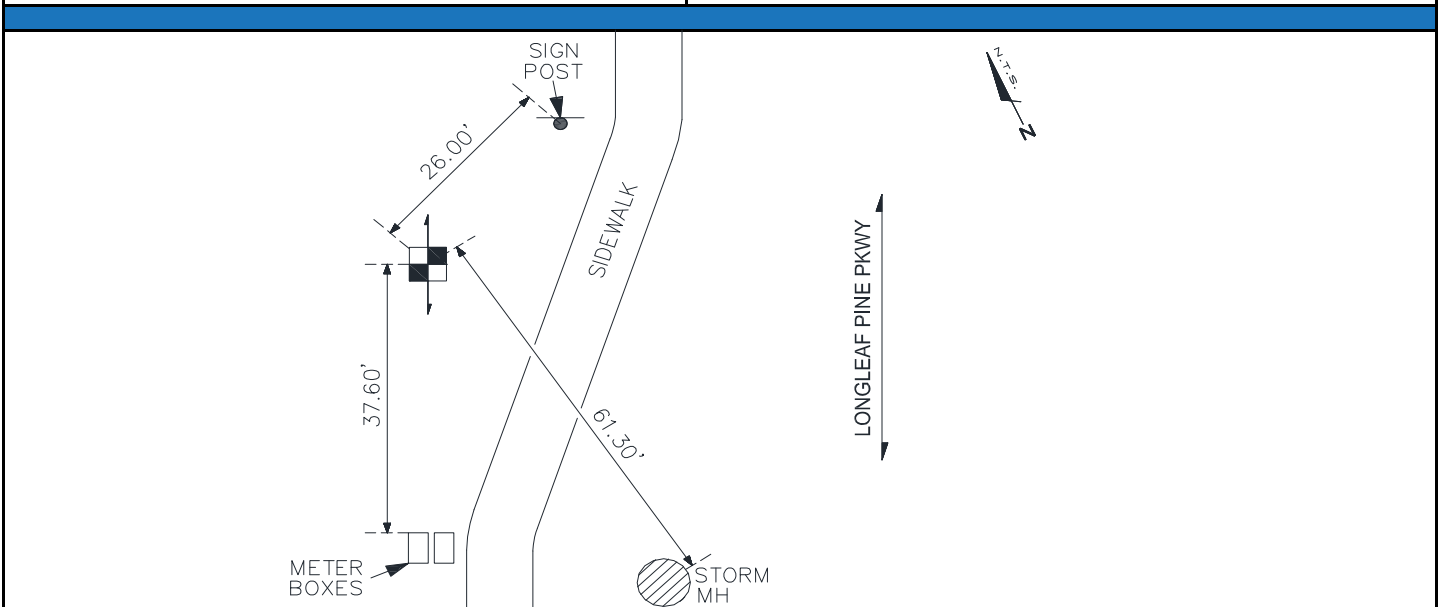 SIGN
POST
N.T.S.
N
26.00'
SIDEWALK
LONGLEAF PINE PKWY
37.60'
61.30'
METER
BOXES
STORM
MH